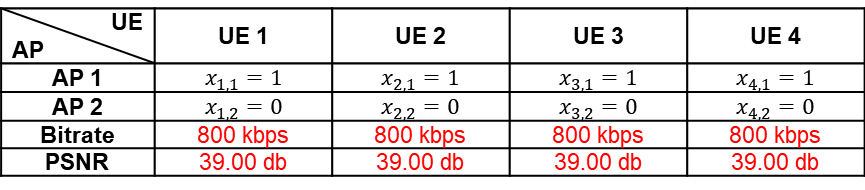 UE
AP
UE 1 UE 2 UE 3 UE 4
AP 1 x₁,₁ = 1 x₂,₁ = 1 x₃,₁ = 1 x₄,₁ = 1
AP 2 x₁,₂ = 0 x₂,₂ = 0 x₃,₂ = 0 x₄,₂ = 0
Bitrate 800 kbps 800 kbps 800 kbps 800 kbps
PSNR 39.00 db 39.00 db 39.00 db 39.00 db